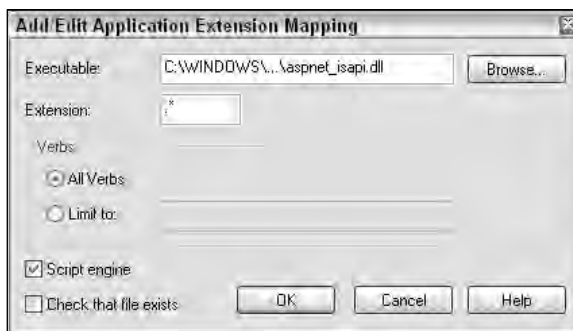 Add/Edit Application Extension Mapping
Executable: C:\WINDOWS\...\aspnet_isapi.dll Browse...
Extension: .*
Verbs
All Verbs
Limit to:
Script engine
Check that file exists OK Cancel Help